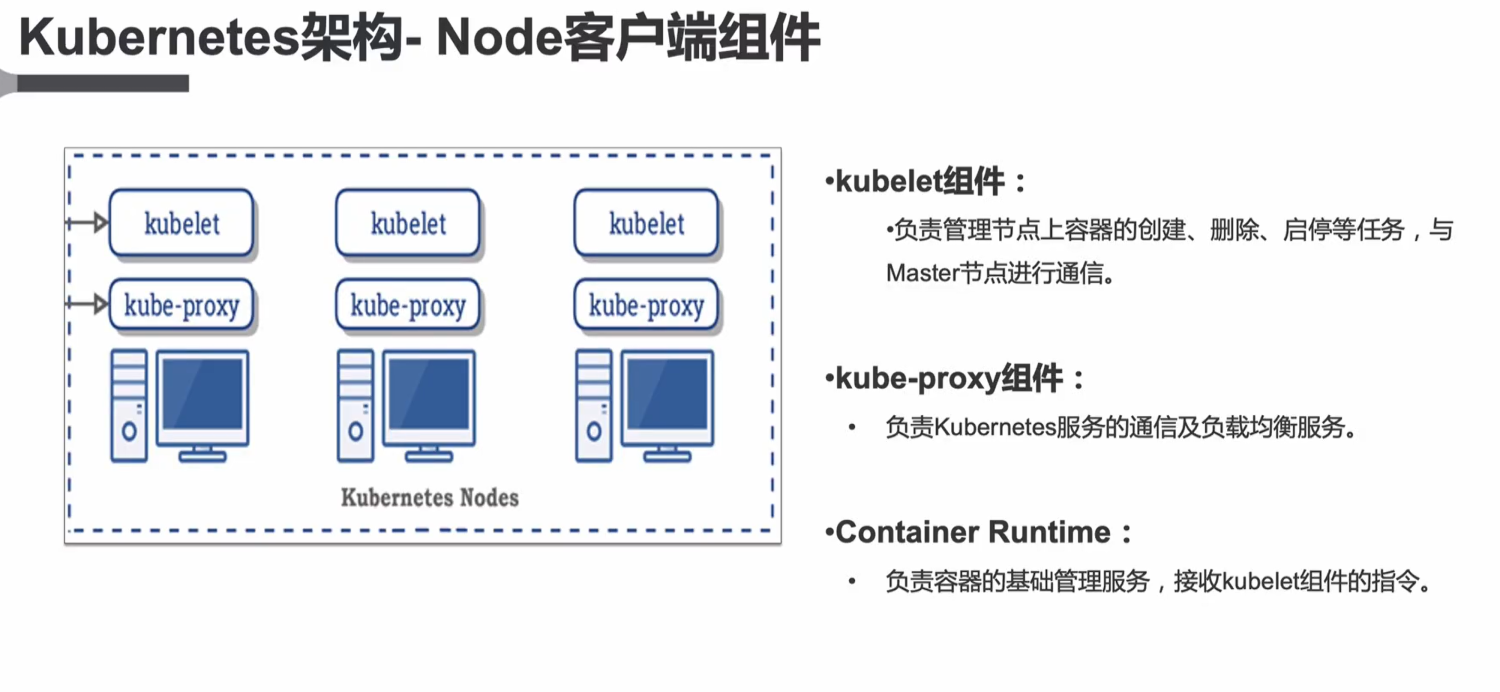 Kubernetes架构- Node客户端组件
kubelet
kubelet
kubelet
kube-proxy
kube-proxy
kube-proxy
Kubernetes Nodes
•kubelet组件：
•负责管理节点上容器的创建、删除、启停等任务，与
Master节点进行通信。
•kube-proxy组件：
• 负责Kubernetes服务的通信及负载均衡服务。
•Container Runtime：
• 负责容器的基础管理服务，接收kubelet组件的指令。